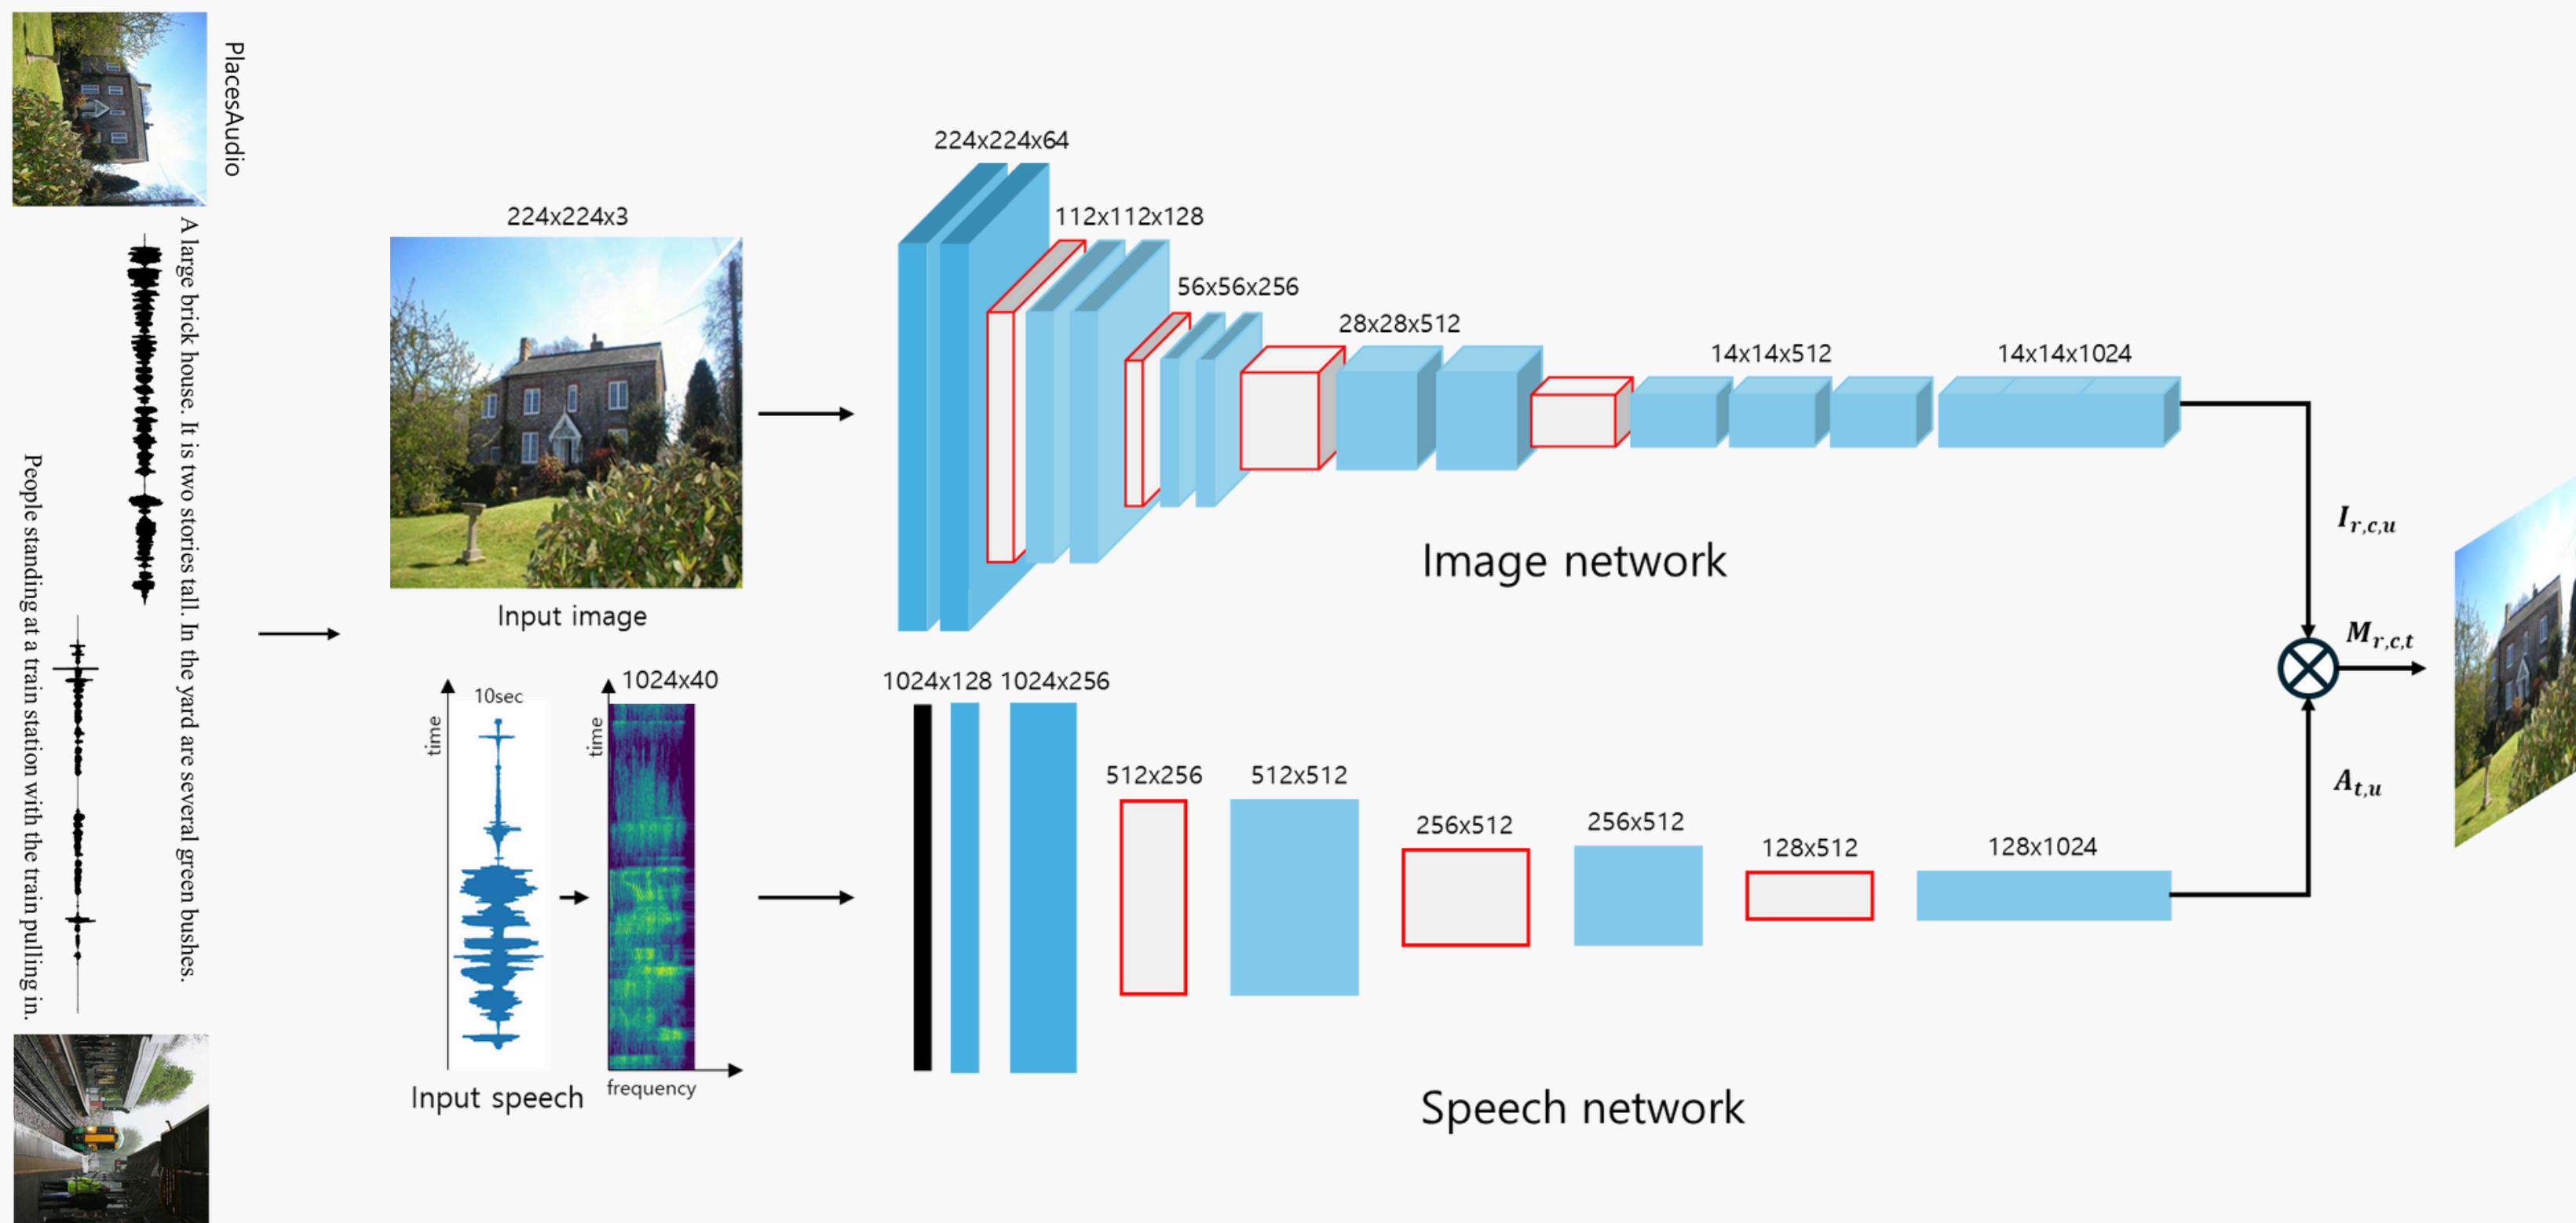 PlacesAudio
A large brick house. It is two stories tall. In the yard are several green bushes.
People standing at a train station with the train pulling in.
224x224x3
Input image
224x224x64
112x112x128
56x56x256
28x28x512
14x14x512
14x14x1024
Image network
I_{r,c,u}
M_{r,c,t}
A_{t,u}
time
10sec
time
1024x40
frequency
Input speech
1024x128
1024x256
512x256
512x512
256x512
256x512
128x512
128x1024
Speech network